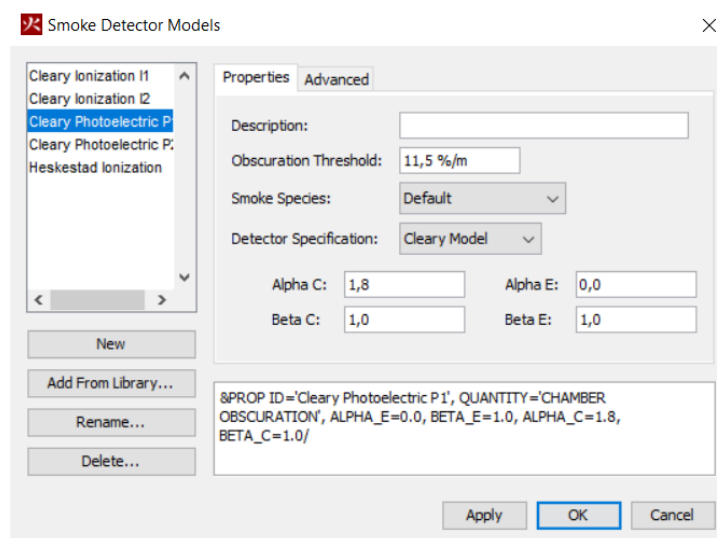 Smoke Detector Models
Cleary Ionization I1
Cleary Ionization I2
Cleary Photoelectric P1
Cleary Photoelectric P2
Heskestad Ionization
New
Add From Library...
Rename...
Delete...
Properties
Advanced
Description:
Obscuration Threshold: 11,5 %/m
Smoke Species: Default
Detector Specification: Cleary Model
Alpha C: 1,8 Alpha E: 0,0
Beta C: 1,0 Beta E: 1,0
&PROP ID='Cleary Photoelectric P1', QUANTITY='CHAMBER
OBSCURATION', ALPHA_E=0.0, BETA_E=1.0, ALPHA_C=1.8,
BETA_C=1.0/
Apply OK Cancel